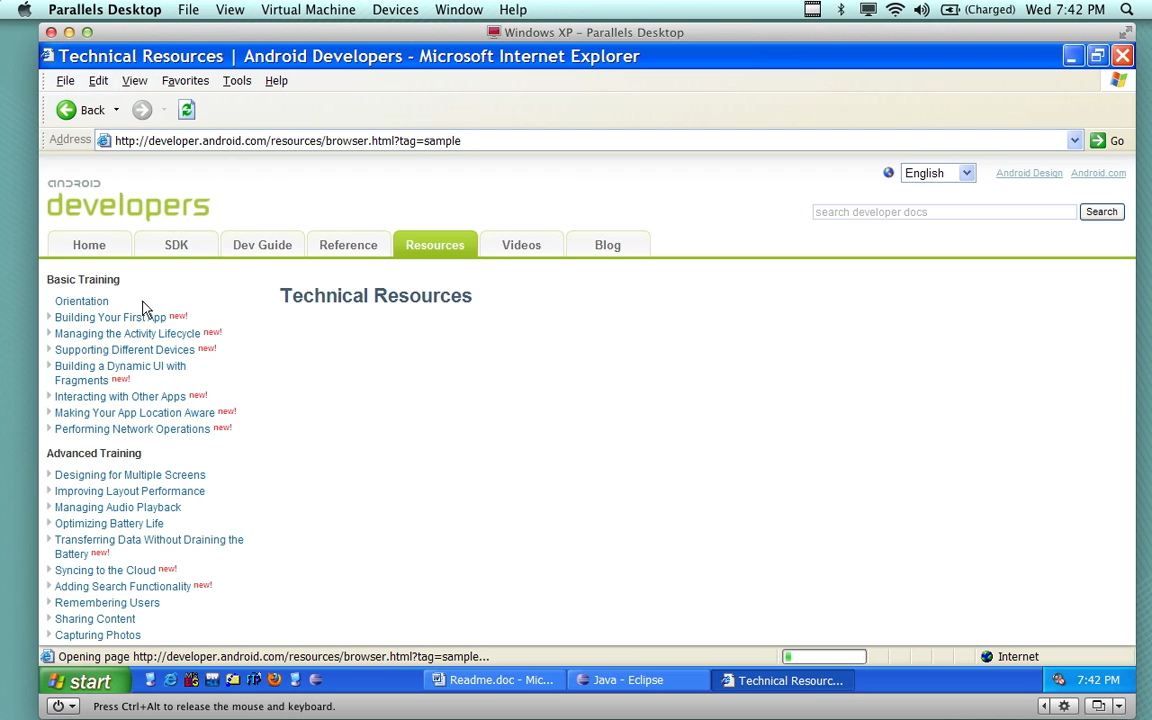 Parallels Desktop File View Virtual Machine Devices Window Help (Charged) Wed 7:42 PM
Windows XP – Parallels Desktop
Technical Resources | Android Developers - Microsoft Internet Explorer
File Edit View Favorites Tools Help
Back
Address http://developer.android.com/resources/browser.html?tag=sample Go
English Android Design Android.com
android
developers
search developer docs Search
Home SDK Dev Guide Reference Resources Videos Blog
Basic Training
Technical Resources
Orientation
Building Your First App new!
Managing the Activity Lifecycle new!
Supporting Different Devices new!
Building a Dynamic UI with
Fragments new!
Interacting with Other Apps new!
Making Your App Location Aware new!
Performing Network Operations new!
Advanced Training
Designing for Multiple Screens
Improving Layout Performance
Managing Audio Playback
Optimizing Battery Life
Transferring Data Without Draining the
Battery new!
Syncing to the Cloud new!
Adding Search Functionality new!
Remembering Users
Sharing Content
Capturing Photos
Opening page http://developer.android.com/resources/browser.html?tag=sample... Internet
start Readme.doc - Mic... Java - Eclipse Technical Resourc... 7:42 PM
Press Ctrl+Alt to release the mouse and keyboard.